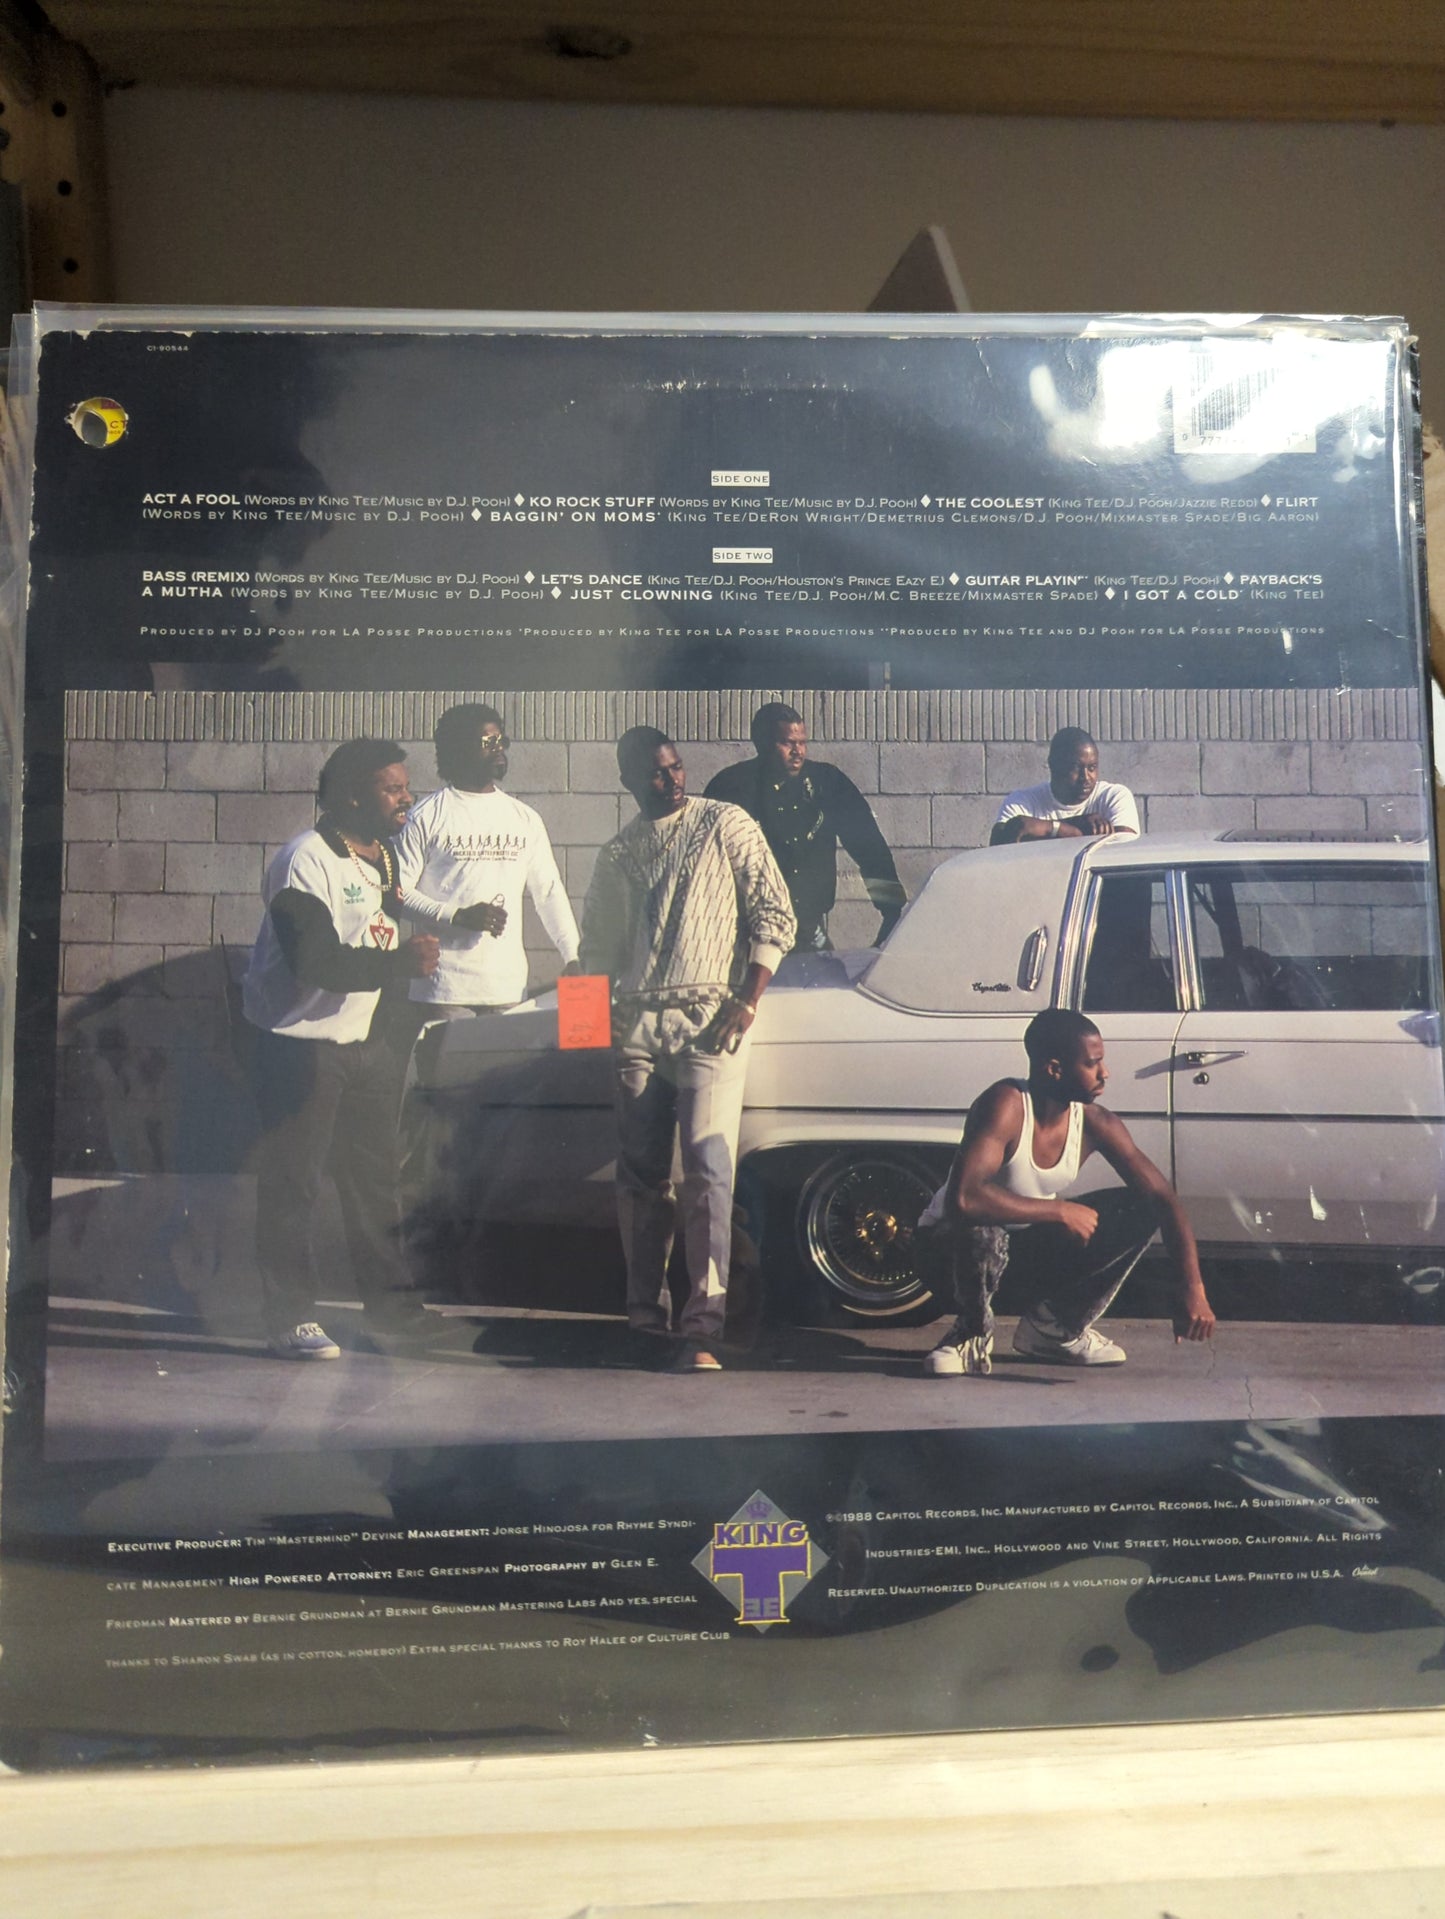 C1-90544
SIDE ONE
ACT A FOOL (WORDS BY KING TEE/MUSIC BY D.J. POOH) ♦ KO ROCK STUFF (WORDS BY KING TEE/MUSIC BY D.J. POOH) ♦ THE COOLEST (KING TEE/D.J. POOH/JAZZIE REDD) ♦ FLIRT
(WORDS BY KING TEE/MUSIC BY D.J. POOH) ♦ BAGGIN' ON MOMS* (KING TEE/DERON WRIGHT/DEMETRIUS CLEMONS/D.J. POOH/MIXMASTER SPADE/BIG AARON)
SIDE TWO
BASS (REMIX) (WORDS BY KING TEE/MUSIC BY D.J. POOH) ♦ LET'S DANCE (KING TEE/D.J. POOH/HOUSTON'S PRINCE EAZY E) ♦ GUITAR PLAYIN'** (KING TEE/D.J. POOH) ♦ PAYBACK'S
A MUTHA (WORDS BY KING TEE/MUSIC BY D.J. POOH) ♦ JUST CLOWNING (KING TEE/D.J. POOH/M.C. BREEZE/MIXMASTER SPADE) ♦ I GOT A COLD* (KING TEE)
PRODUCED BY DJ POOH FOR LA POSSE PRODUCTIONS *PRODUCED BY KING TEE FOR LA POSSE PRODUCTIONS **PRODUCED BY KING TEE AND DJ POOH FOR LA POSSE PRODUCTIONS
adidas
EXECUTIVE PRODUCER: TIM "MASTERMIND" DEVINE MANAGEMENT: JORGE HINOJOSA FOR RHYME SYNDI-
CATE MANAGEMENT HIGH POWERED ATTORNEY: ERIC GREENSPAN PHOTOGRAPHY BY GLEN E.
FRIEDMAN MASTERED BY BERNIE GRUNDMAN AT BERNIE GRUNDMAN MASTERING LABS AND YES, SPECIAL
THANKS TO SHARON SWAB (AS IN COTTON, HOMEBOY) EXTRA SPECIAL THANKS TO ROY HALEE OF CULTURE CLUB
KING
TEE
℗©1988 CAPITOL RECORDS, INC. MANUFACTURED BY CAPITOL RECORDS, INC., A SUBSIDIARY OF CAPITOL
INDUSTRIES-EMI, INC., HOLLYWOOD AND VINE STREET, HOLLYWOOD, CALIFORNIA. ALL RIGHTS
RESERVED. UNAUTHORIZED DUPLICATION IS A VIOLATION OF APPLICABLE LAWS. PRINTED IN U.S.A. Capitol